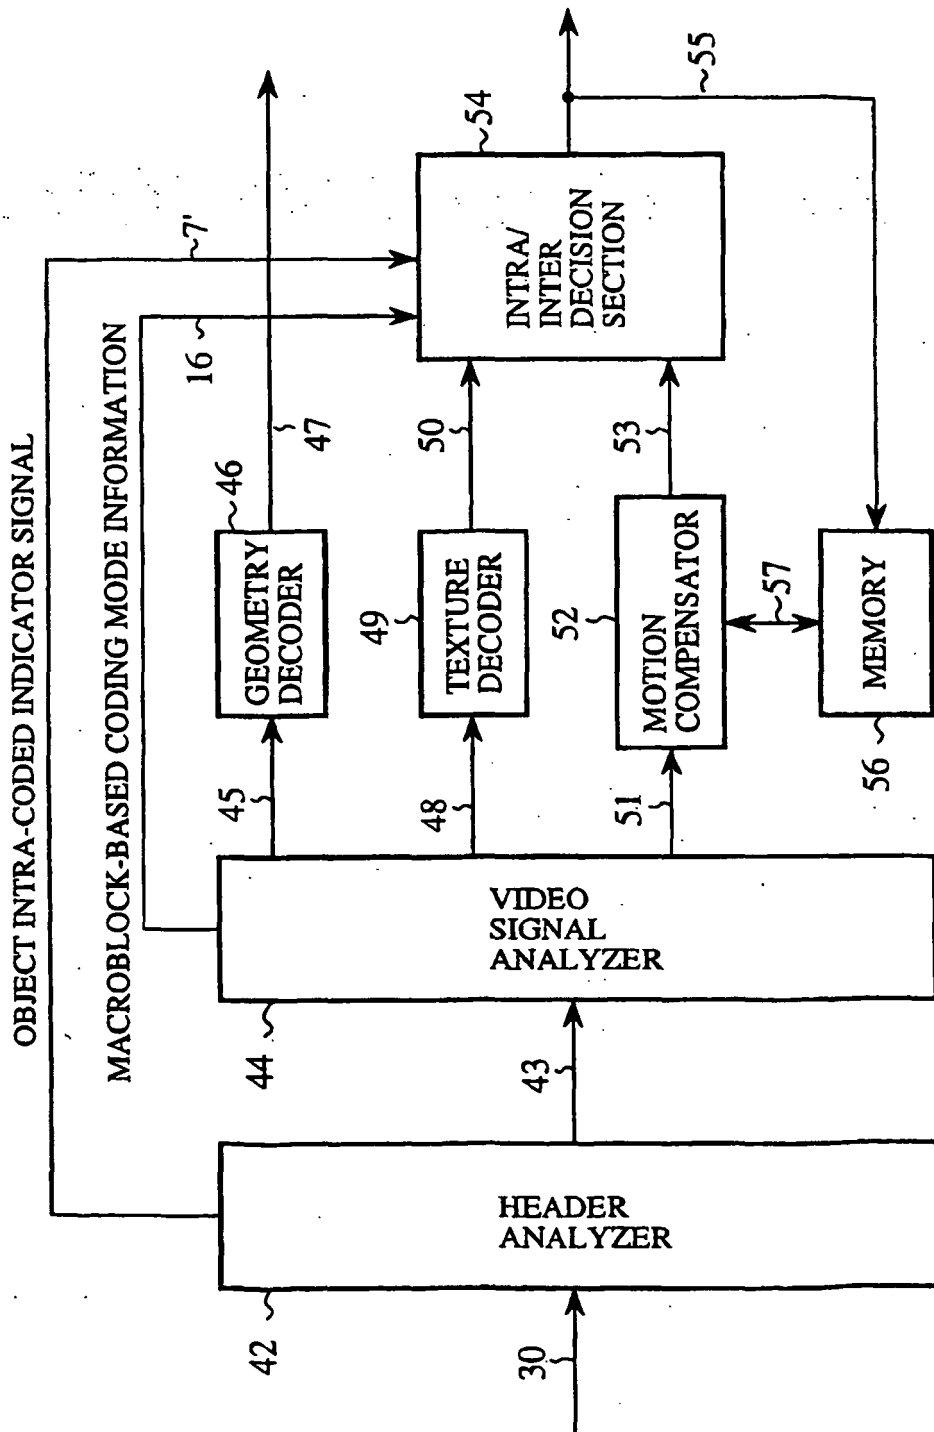 OBJECT INTRA-CODED INDICATOR SIGNAL
MACROBLOCK-BASED CODING MODE INFORMATION
7'
16
30
42
HEADER
ANALYZER
43
44
VIDEO
SIGNAL
ANALYZER
45
GEOMETRY
DECODER
46
47
48
49
TEXTURE
DECODER
50
51
52
MOTION
COMPENSATOR
53
INTRA/
INTER
DECISION
SECTION
54
55
56
MEMORY
57